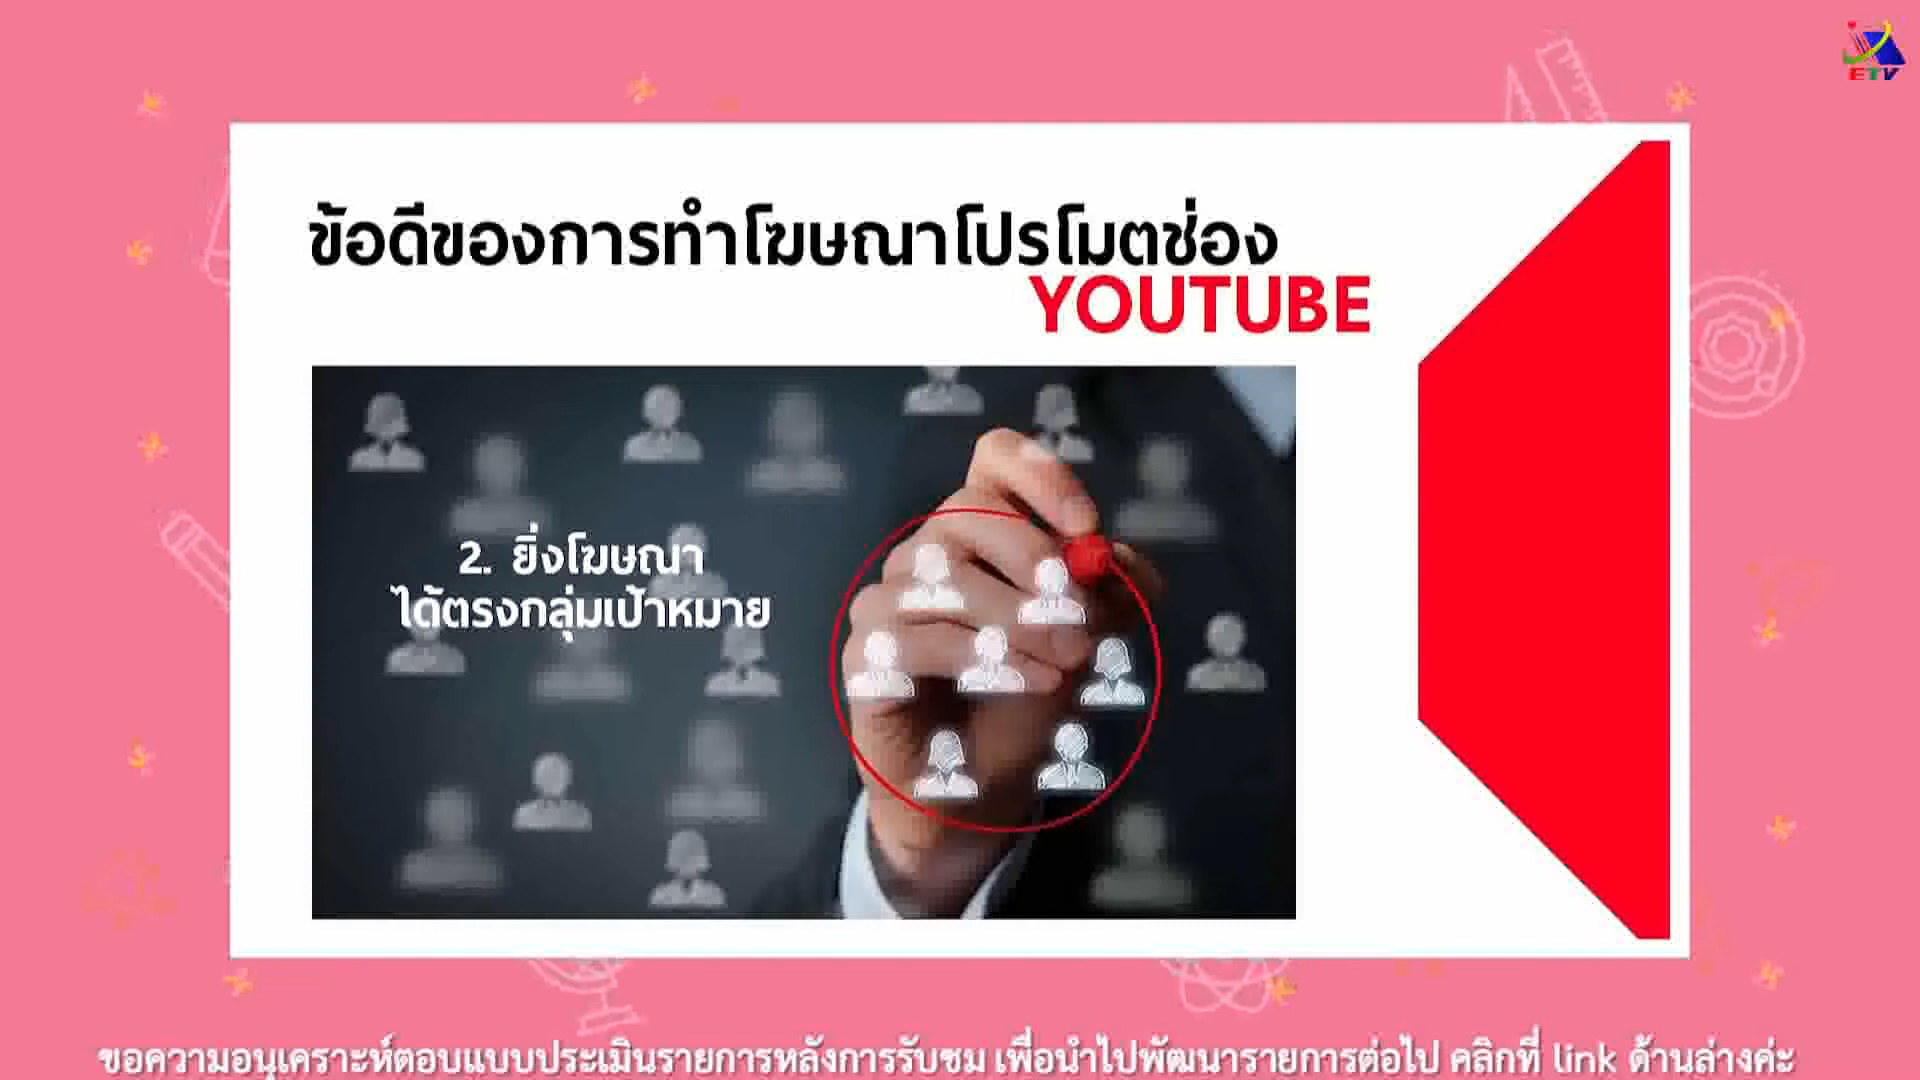 ETV
ข้อดีของการทำโฆษณาโปรโมตช่อง
YOUTUBE
2. ยิ่งโฆษณา
ได้ตรงกลุ่มเป้าหมาย
ขอความอนุเคราะห์ตอบแบบประเมินรายการหลังการรับชม เพื่อนำไปพัฒนารายการต่อไป คลิกที่ link ด้านล่างค่ะ